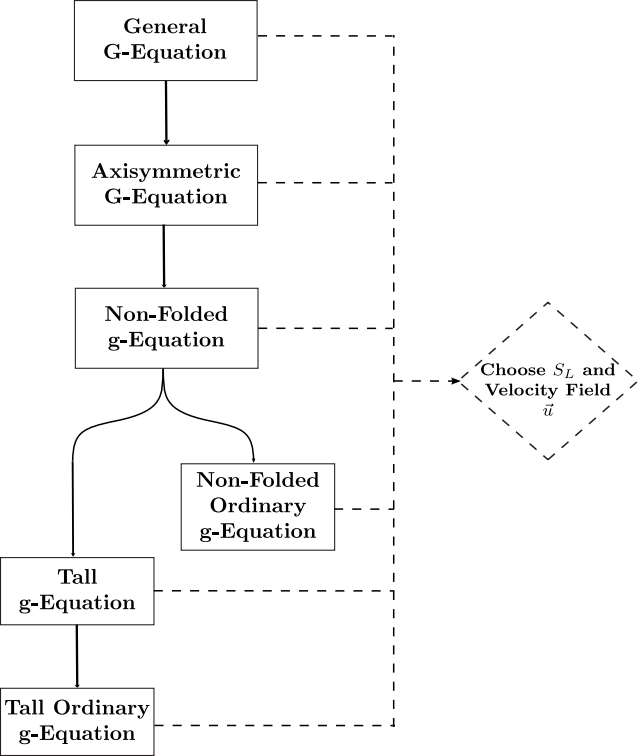 General
G-Equation
Axisymmetric
G-Equation
Non-Folded
g-Equation
Choose $S_L$ and
Velocity Field
$\vec{u}$
Non-Folded
Ordinary
g-Equation
Tall
g-Equation
Tall Ordinary
g-Equation